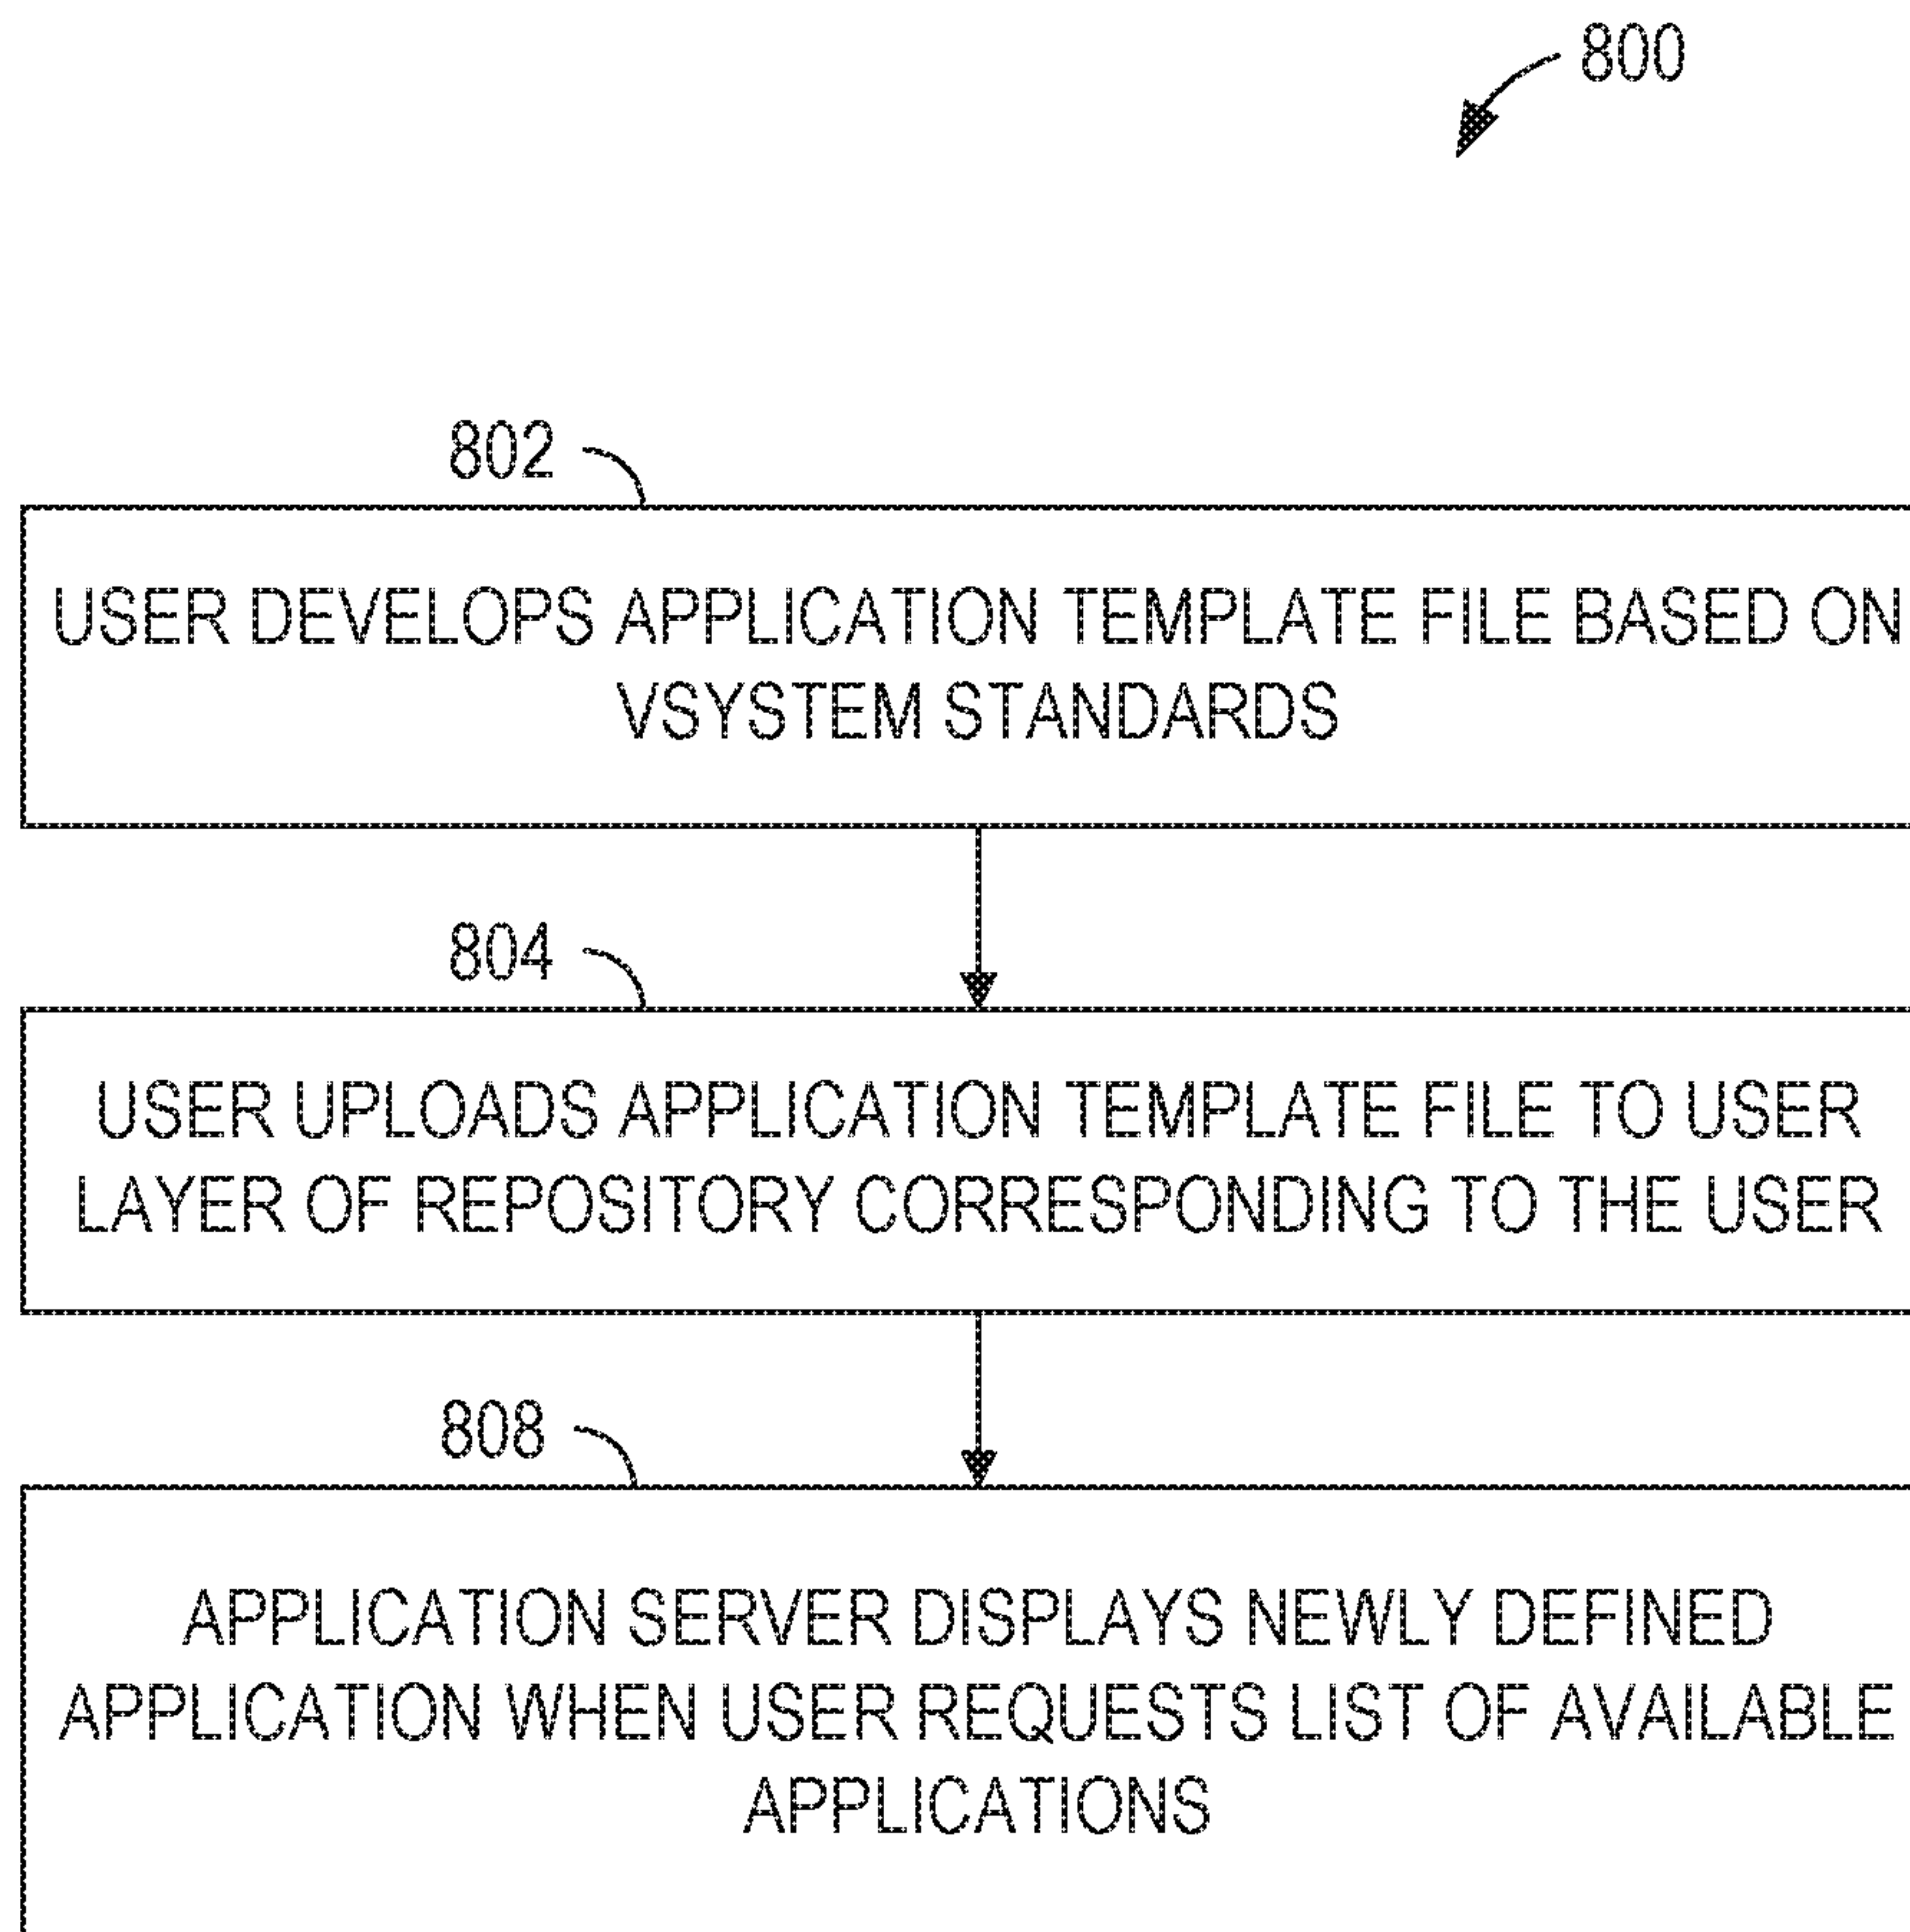 800
802
USER DEVELOPS APPLICATION TEMPLATE FILE BASED ON
VSYSTEM STANDARDS
804
USER UPLOADS APPLICATION TEMPLATE FILE TO USER
LAYER OF REPOSITORY CORRESPONDING TO THE USER
808
APPLICATION SERVER DISPLAYS NEWLY DEFINED
APPLICATION WHEN USER REQUESTS LIST OF AVAILABLE
APPLICATIONS